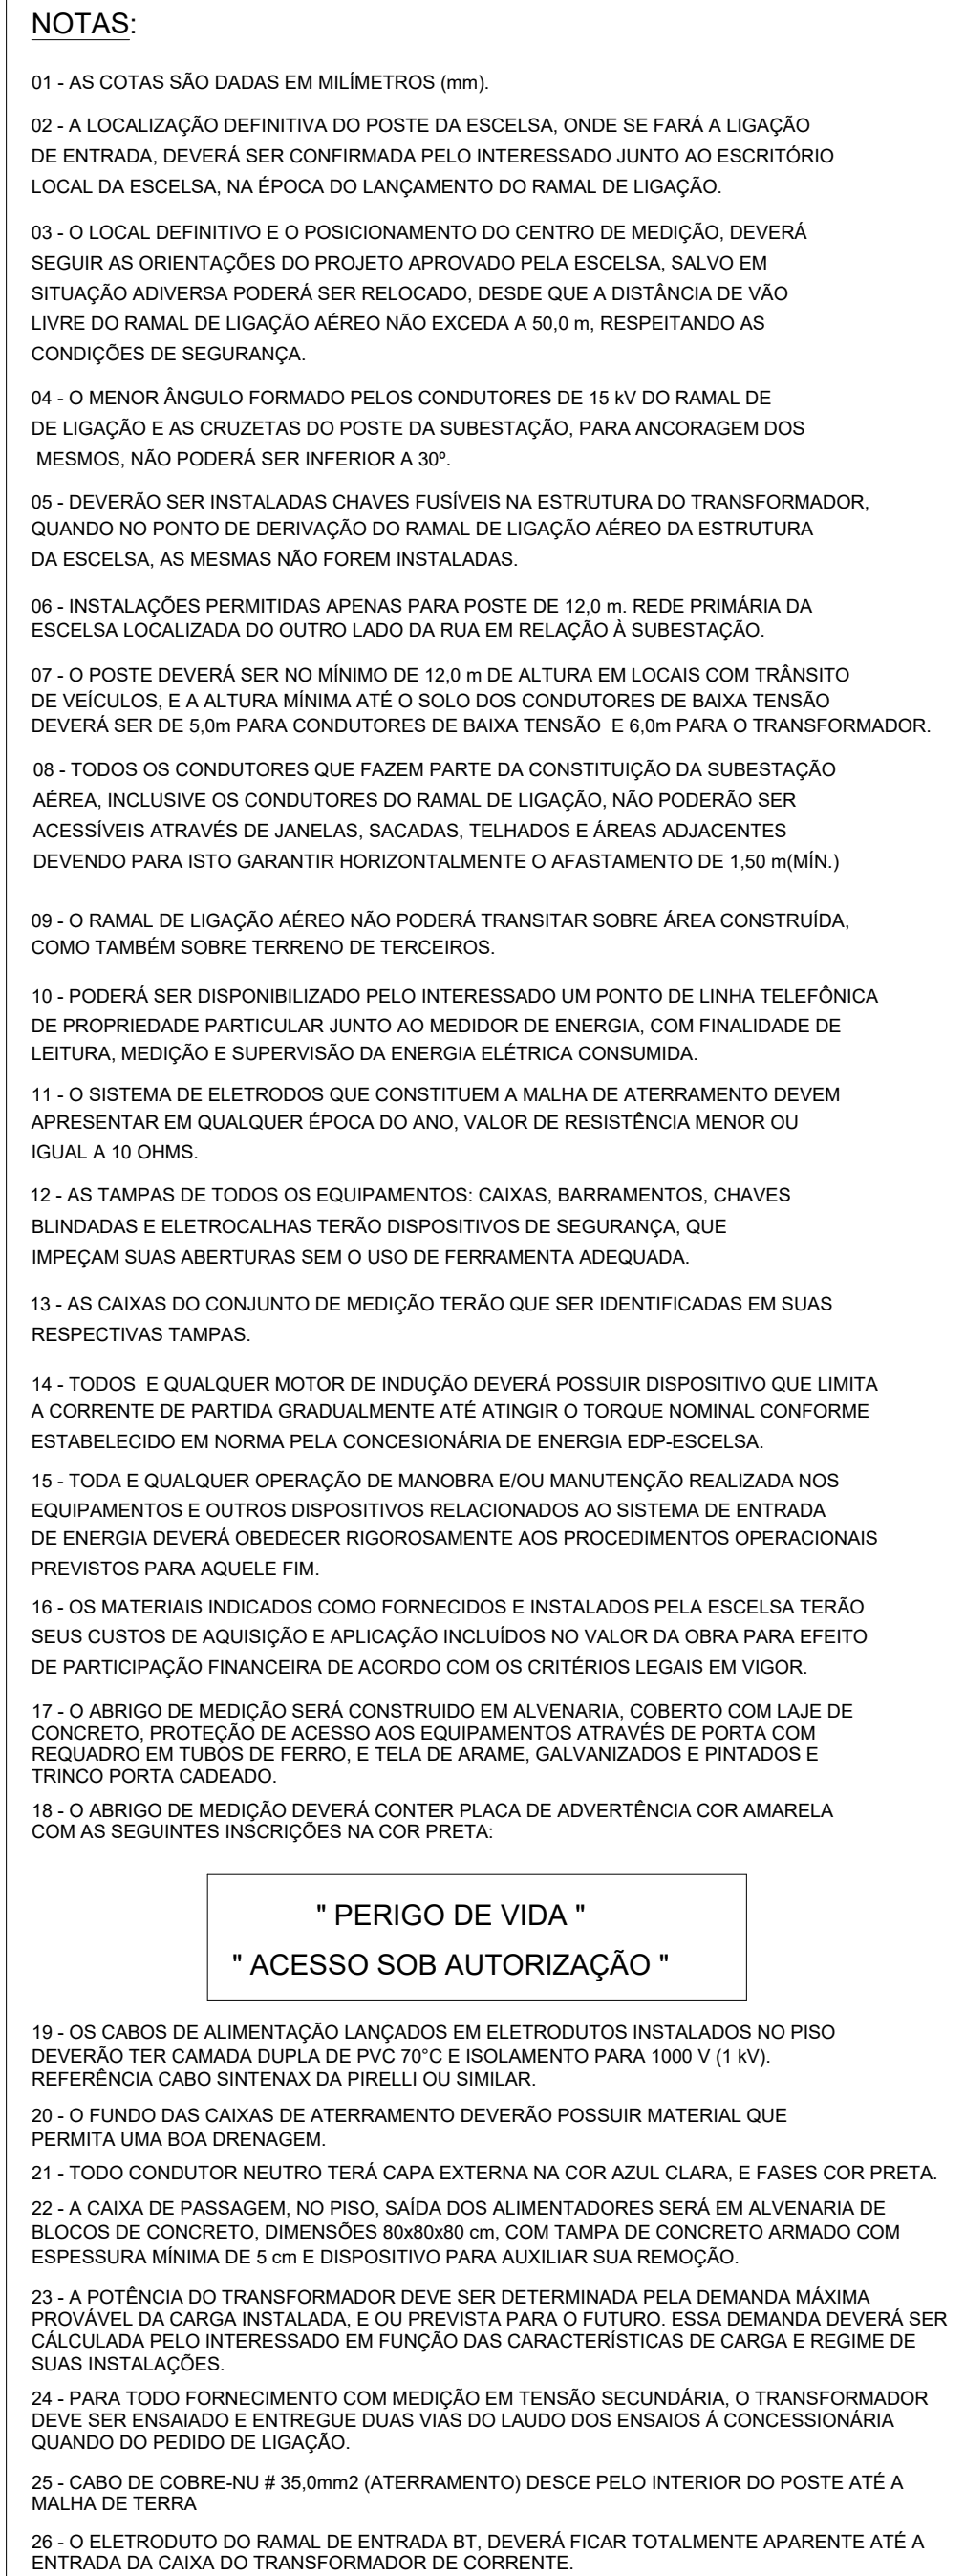 NOTAS:
01 - AS COTAS SÃO DADAS EM MILÍMETROS (mm).
02 - A LOCALIZAÇÃO DEFINITIVA DO POSTE DA ESCELSA, ONDE SE FARÁ A LIGAÇÃO
DE ENTRADA, DEVERÁ SER CONFIRMADA PELO INTERESSADO JUNTO AO ESCRITÓRIO
LOCAL DA ESCELSA, NA ÉPOCA DO LANÇAMENTO DO RAMAL DE LIGAÇÃO.
03 - O LOCAL DEFINITIVO E O POSICIONAMENTO DO CENTRO DE MEDIÇÃO, DEVERÁ
SEGUIR AS ORIENTAÇÕES DO PROJETO APROVADO PELA ESCELSA, SALVO EM
SITUAÇÃO ADIVERSA PODERÁ SER RELOCADO, DESDE QUE A DISTÂNCIA DE VÃO
LIVRE DO RAMAL DE LIGAÇÃO AÉREO NÃO EXCEDA A 50,0 m, RESPEITANDO AS
CONDIÇÕES DE SEGURANÇA.
04 - O MENOR ÂNGULO FORMADO PELOS CONDUTORES DE 15 kV DO RAMAL DE
DE LIGAÇÃO E AS CRUZETAS DO POSTE DA SUBESTAÇÃO, PARA ANCORAGEM DOS
MESMOS, NÃO PODERÁ SER INFERIOR A 30º.
05 - DEVERÃO SER INSTALADAS CHAVES FUSÍVEIS NA ESTRUTURA DO TRANSFORMADOR,
QUANDO NO PONTO DE DERIVAÇÃO DO RAMAL DE LIGAÇÃO AÉREO DA ESTRUTURA
DA ESCELSA, AS MESMAS NÃO FOREM INSTALADAS.
06 - INSTALAÇÕES PERMITIDAS APENAS PARA POSTE DE 12,0 m. REDE PRIMÁRIA DA
ESCELSA LOCALIZADA DO OUTRO LADO DA RUA EM RELAÇÃO À SUBESTAÇÃO.
07 - O POSTE DEVERÁ SER NO MÍNIMO DE 12,0 m DE ALTURA EM LOCAIS COM TRÂNSITO
DE VEÍCULOS, E A ALTURA MÍNIMA ATÉ O SOLO DOS CONDUTORES DE BAIXA TENSÃO
DEVERÁ SER DE 5,0m PARA CONDUTORES DE BAIXA TENSÃO  E 6,0m PARA O TRANSFORMADOR.
08 - TODOS OS CONDUTORES QUE FAZEM PARTE DA CONSTITUIÇÃO DA SUBESTAÇÃO
AÉREA, INCLUSIVE OS CONDUTORES DO RAMAL DE LIGAÇÃO, NÃO PODERÃO SER
ACESSÍVEIS ATRAVÉS DE JANELAS, SACADAS, TELHADOS E ÁREAS ADJACENTES
DEVENDO PARA ISTO GARANTIR HORIZONTALMENTE O AFASTAMENTO DE 1,50 m(MÍN.)
09 - O RAMAL DE LIGAÇÃO AÉREO NÃO PODERÁ TRANSITAR SOBRE ÁREA CONSTRUÍDA,
COMO TAMBÉM SOBRE TERRENO DE TERCEIROS.
10 - PODERÁ SER DISPONIBILIZADO PELO INTERESSADO UM PONTO DE LINHA TELEFÔNICA
DE PROPRIEDADE PARTICULAR JUNTO AO MEDIDOR DE ENERGIA, COM FINALIDADE DE
LEITURA, MEDIÇÃO E SUPERVISÃO DA ENERGIA ELÉTRICA CONSUMIDA.
11 - O SISTEMA DE ELETRODOS QUE CONSTITUEM A MALHA DE ATERRAMENTO DEVEM
APRESENTAR EM QUALQUER ÉPOCA DO ANO, VALOR DE RESISTÊNCIA MENOR OU
IGUAL A 10 OHMS.
12 - AS TAMPAS DE TODOS OS EQUIPAMENTOS: CAIXAS, BARRAMENTOS, CHAVES
BLINDADAS E ELETROCALHAS TERÃO DISPOSITIVOS DE SEGURANÇA, QUE
IMPEÇAM SUAS ABERTURAS SEM O USO DE FERRAMENTA ADEQUADA.
13 - AS CAIXAS DO CONJUNTO DE MEDIÇÃO TERÃO QUE SER IDENTIFICADAS EM SUAS
RESPECTIVAS TAMPAS.
14 - TODOS  E QUALQUER MOTOR DE INDUÇÃO DEVERÁ POSSUIR DISPOSITIVO QUE LIMITA
A CORRENTE DE PARTIDA GRADUALMENTE ATÉ ATINGIR O TORQUE NOMINAL CONFORME
ESTABELECIDO EM NORMA PELA CONCESIONÁRIA DE ENERGIA EDP-ESCELSA.
15 - TODA E QUALQUER OPERAÇÃO DE MANOBRA E/OU MANUTENÇÃO REALIZADA NOS
EQUIPAMENTOS E OUTROS DISPOSITIVOS RELACIONADOS AO SISTEMA DE ENTRADA
DE ENERGIA DEVERÁ OBEDECER RIGOROSAMENTE AOS PROCEDIMENTOS OPERACIONAIS
PREVISTOS PARA AQUELE FIM.
16 - OS MATERIAIS INDICADOS COMO FORNECIDOS E INSTALADOS PELA ESCELSA TERÃO
SEUS CUSTOS DE AQUISIÇÃO E APLICAÇÃO INCLUÍDOS NO VALOR DA OBRA PARA EFEITO
DE PARTICIPAÇÃO FINANCEIRA DE ACORDO COM OS CRITÉRIOS LEGAIS EM VIGOR.
17 - O ABRIGO DE MEDIÇÃO SERÁ CONSTRUIDO EM ALVENARIA, COBERTO COM LAJE DE
CONCRETO, PROTEÇÃO DE ACESSO AOS EQUIPAMENTOS ATRAVÉS DE PORTA COM
REQUADRO EM TUBOS DE FERRO, E TELA DE ARAME, GALVANIZADOS E PINTADOS E
TRINCO PORTA CADEADO.
18 - O ABRIGO DE MEDIÇÃO DEVERÁ CONTER PLACA DE ADVERTÊNCIA COR AMARELA
COM AS SEGUINTES INSCRIÇÕES NA COR PRETA:
" PERIGO DE VIDA "
" ACESSO SOB AUTORIZAÇÃO "
19 - OS CABOS DE ALIMENTAÇÃO LANÇADOS EM ELETRODUTOS INSTALADOS NO PISO
DEVERÃO TER CAMADA DUPLA DE PVC 70°C E ISOLAMENTO PARA 1000 V (1 kV).
REFERÊNCIA CABO SINTENAX DA PIRELLI OU SIMILAR.
20 - O FUNDO DAS CAIXAS DE ATERRAMENTO DEVERÃO POSSUIR MATERIAL QUE
PERMITA UMA BOA DRENAGEM.
21 - TODO CONDUTOR NEUTRO TERÁ CAPA EXTERNA NA COR AZUL CLARA, E FASES COR PRETA.
22 - A CAIXA DE PASSAGEM, NO PISO, SAÍDA DOS ALIMENTADORES SERÁ EM ALVENARIA DE
BLOCOS DE CONCRETO, DIMENSÕES 80x80x80 cm, COM TAMPA DE CONCRETO ARMADO COM
ESPESSURA MÍNIMA DE 5 cm E DISPOSITIVO PARA AUXILIAR SUA REMOÇÃO.
23 - A POTÊNCIA DO TRANSFORMADOR DEVE SER DETERMINADA PELA DEMANDA MÁXIMA
PROVÁVEL DA CARGA INSTALADA, E OU PREVISTA PARA O FUTURO. ESSA DEMANDA DEVERÁ SER
CÁLCULADA PELO INTERESSADO EM FUNÇÃO DAS CARACTERÍSTICAS DE CARGA E REGIME DE
SUAS INSTALAÇÕES.
24 - PARA TODO FORNECIMENTO COM MEDIÇÃO EM TENSÃO SECUNDÁRIA, O TRANSFORMADOR
DEVE SER ENSAIADO E ENTREGUE DUAS VIAS DO LAUDO DOS ENSAIOS Á CONCESSIONÁRIA
QUANDO DO PEDIDO DE LIGAÇÃO.
25 - CABO DE COBRE-NU # 35,0mm2 (ATERRAMENTO) DESCE PELO INTERIOR DO POSTE ATÉ A
MALHA DE TERRA
26 - O ELETRODUTO DO RAMAL DE ENTRADA BT, DEVERÁ FICAR TOTALMENTE APARENTE ATÉ A
ENTRADA DA CAIXA DO TRANSFORMADOR DE CORRENTE.